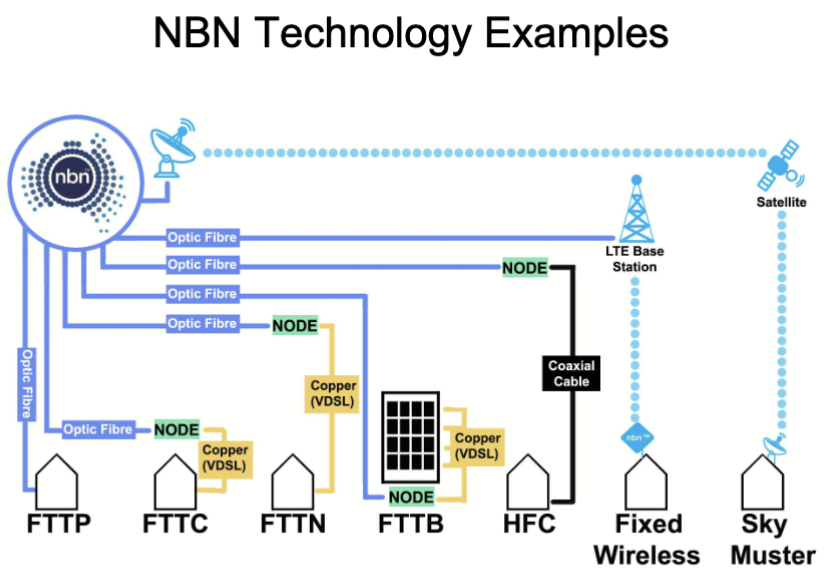 NBN Technology Examples
nbn
Satellite
Optic Fibre
LTE Base
Station
Optic Fibre
NODE
Optic Fibre
Optic Fibre
NODE
Optic Fibre
Coaxial
Cable
Copper
(VDSL)
Optic Fibre
NODE
Copper
(VDSL)
Copper
(VDSL)
nbn™
NODE
FTTP
FTTC
FTTN
FTTB
HFC
Fixed
Wireless
Sky
Muster